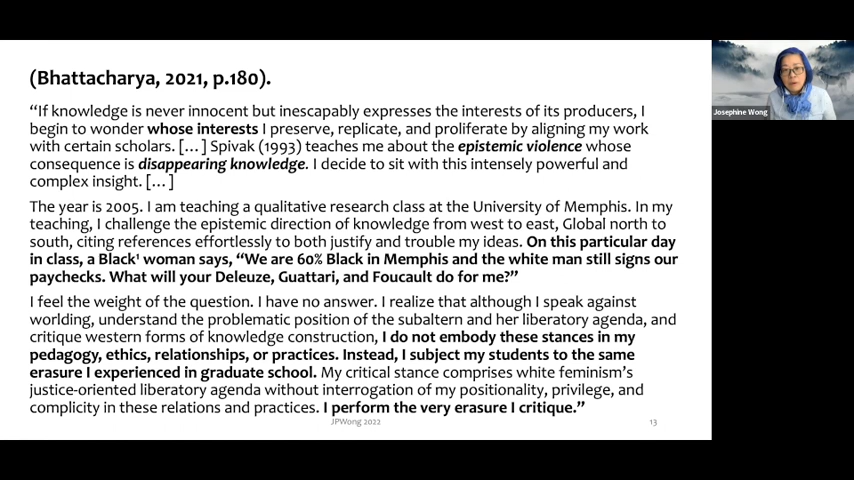 (Bhattacharya, 2021, p.180).
“If knowledge is never innocent but inescapably expresses the interests of its producers, I
begin to wonder whose interests I preserve, replicate, and proliferate by aligning my work
with certain scholars. [...] Spivak (1993) teaches me about the epistemic violence whose
consequence is disappearing knowledge. I decide to sit with this intensely powerful and
complex insight. [...]
The year is 2005. I am teaching a qualitative research class at the University of Memphis. In my
teaching, I challenge the epistemic direction of knowledge from west to east, Global north to
south, citing references effortlessly to both justify and trouble my ideas. On this particular day
in class, a Black¹ woman says, “We are 60% Black in Memphis and the white man still signs our
paychecks. What will your Deleuze, Guattari, and Foucault do for me?”
I feel the weight of the question. I have no answer. I realize that although I speak against
worlding, understand the problematic position of the subaltern and her liberatory agenda, and
critique western forms of knowledge construction, I do not embody these stances in my
pedagogy, ethics, relationships, or practices. Instead, I subject my students to the same
erasure I experienced in graduate school. My critical stance comprises white feminism’s
justice-oriented liberatory agenda without interrogation of my positionality, privilege, and
complicity in these relations and practices. I perform the very erasure I critique.”
JPWong 2022
13
Josephine Wong